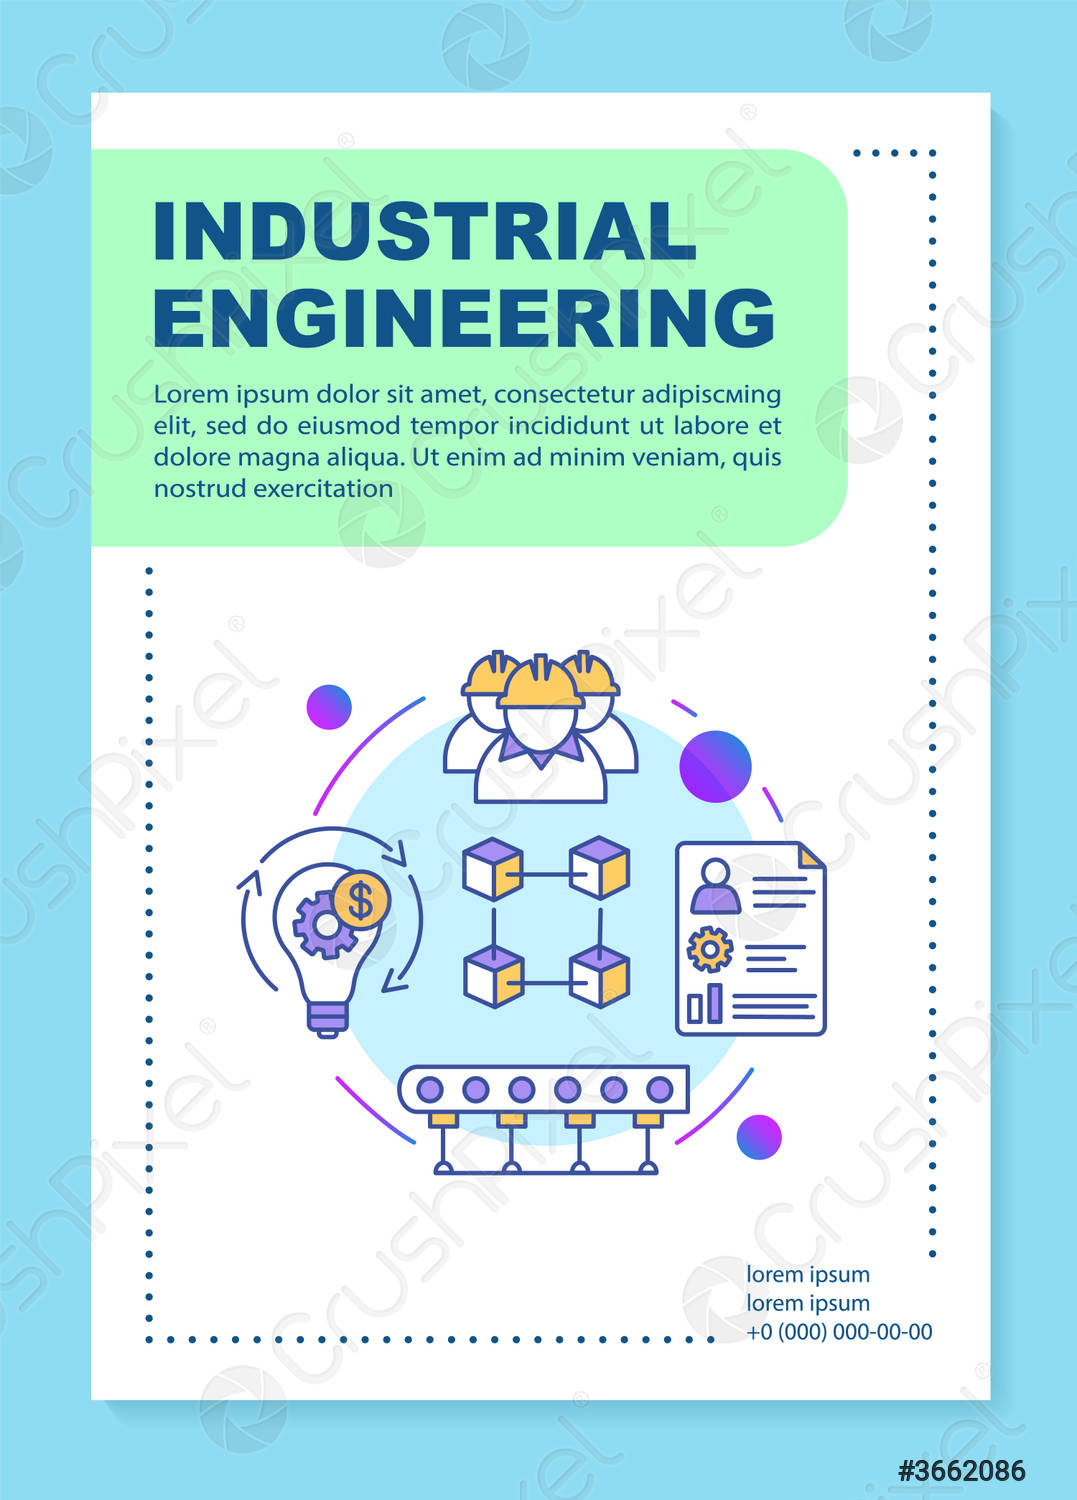 INDUSTRIAL
ENGINEERING
Lorem ipsum dolor sit amet, consectetur adipiscмing
elit, sed do eiusmod tempor incididunt ut labore et
dolore magna aliqua. Ut enim ad minim veniam, quis
nostrud exercitation
$
lorem ipsum
lorem ipsum
+0 (000) 000-00-00
#3662086
CrushPixel